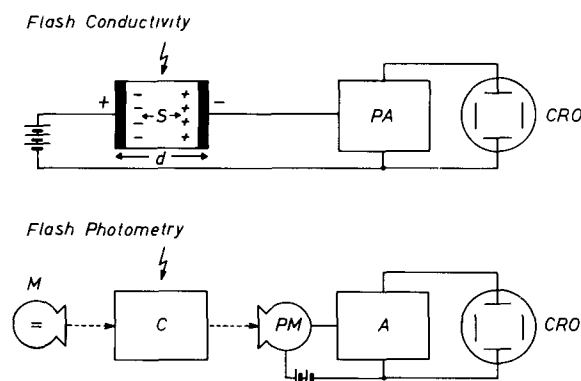 Flash Conductivity
+ - S + -
- +
- +
- +
PA
CRO
d
Flash Photometry
M
=
C
PM
A
CRO